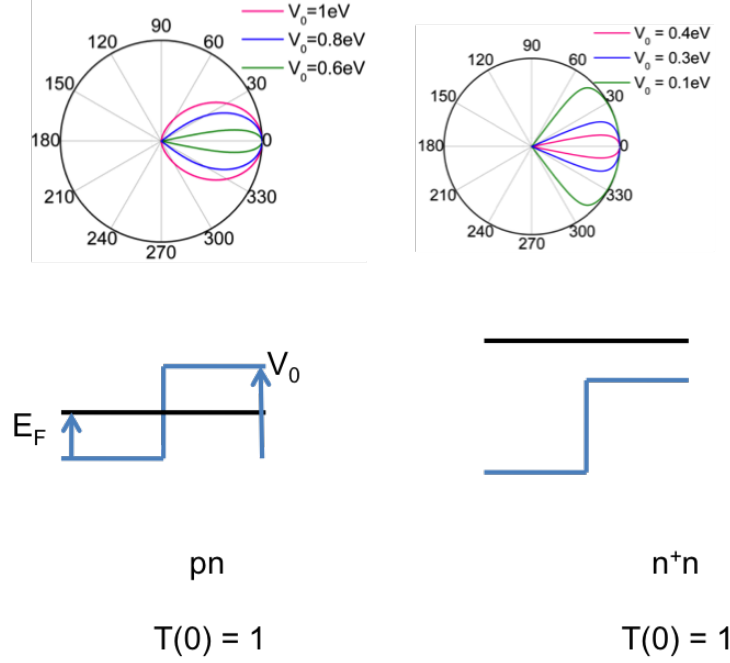 V₀=1eV
V₀=0.8eV
V₀=0.6eV
90
60
30
0
330
300
270
240
210
180
150
120
V₀ = 0.4eV
V₀ = 0.3eV
V₀ = 0.1eV
90
60
30
0
330
300
270
240
210
180
150
120
E_F
V₀
pn
n⁺n
T(0) = 1
T(0) = 1